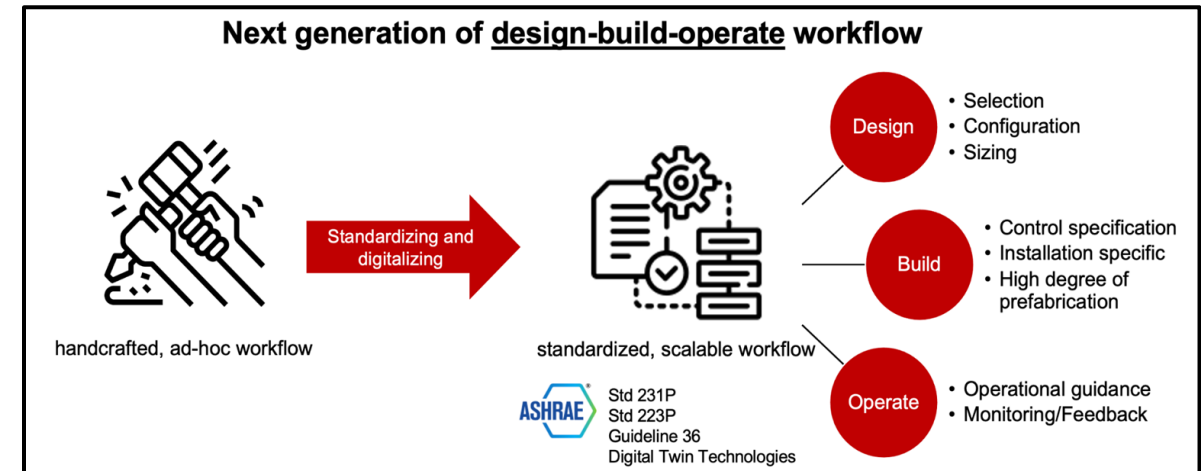 Next generation of design-build-operate workflow
Standardizing and
digitalizing
handcrafted, ad-hoc workflow
standardized, scalable workflow
ASHRAE®
Std 231P
Std 223P
Guideline 36
Digital Twin Technologies
Design
• Selection
• Configuration
• Sizing
Build
• Control specification
• Installation specific
• High degree of
prefabrication
Operate
• Operational guidance
• Monitoring/Feedback